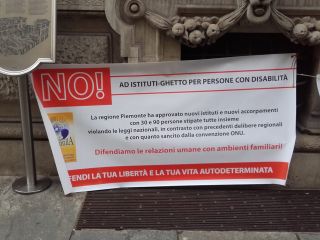 NO!
AD ISTITUTI-GHETTO PER PERSONE CON DISABILITÀ
La regione Piemonte ha approvato nuovi istituti e nuovi accorpamenti
con 30 e 90 persone stipate tutte insieme
violando le leggi nazionali, in contrasto con precedenti delibere regionali
e con quanto sancito dalla convenzione ONU.
Difendiamo le relazioni umane con ambienti familiari!
FENDI LA TUA LIBERTÀ E LA TUA VITA AUTODETERMINATA